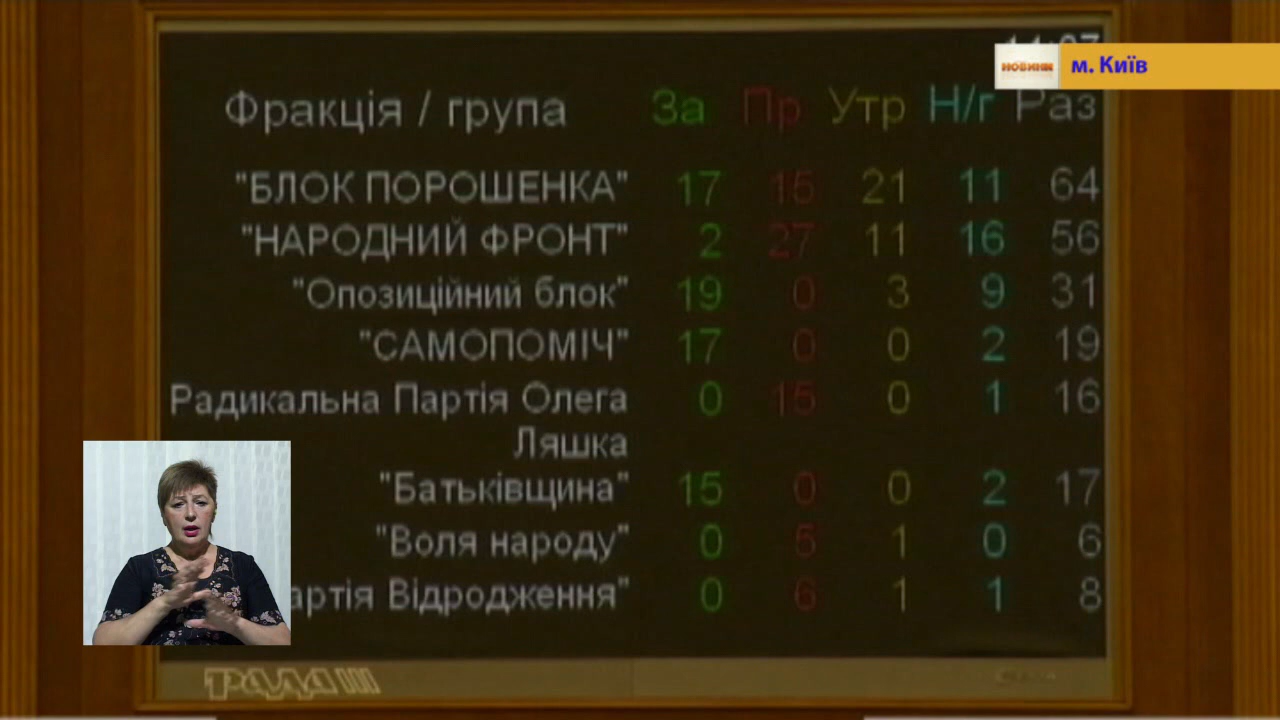 новини м. Київ
Фракція / група За Пр Утр Н/г Раз
"БЛОК ПОРОШЕНКА" 17 15 21 11 64
"НАРОДНИЙ ФРОНТ" 2 27 11 16 56
"Опозиційний блок" 19 0 3 9 31
"САМОПОМІЧ" 17 0 0 2 19
Радикальна Партія Олега 0 15 0 1 16
Ляшка
"Батьківщина" 15 0 0 2 17
"Воля народу" 0 5 1 0 6
артія Відродження" 0 6 1 1 8
РАДА III